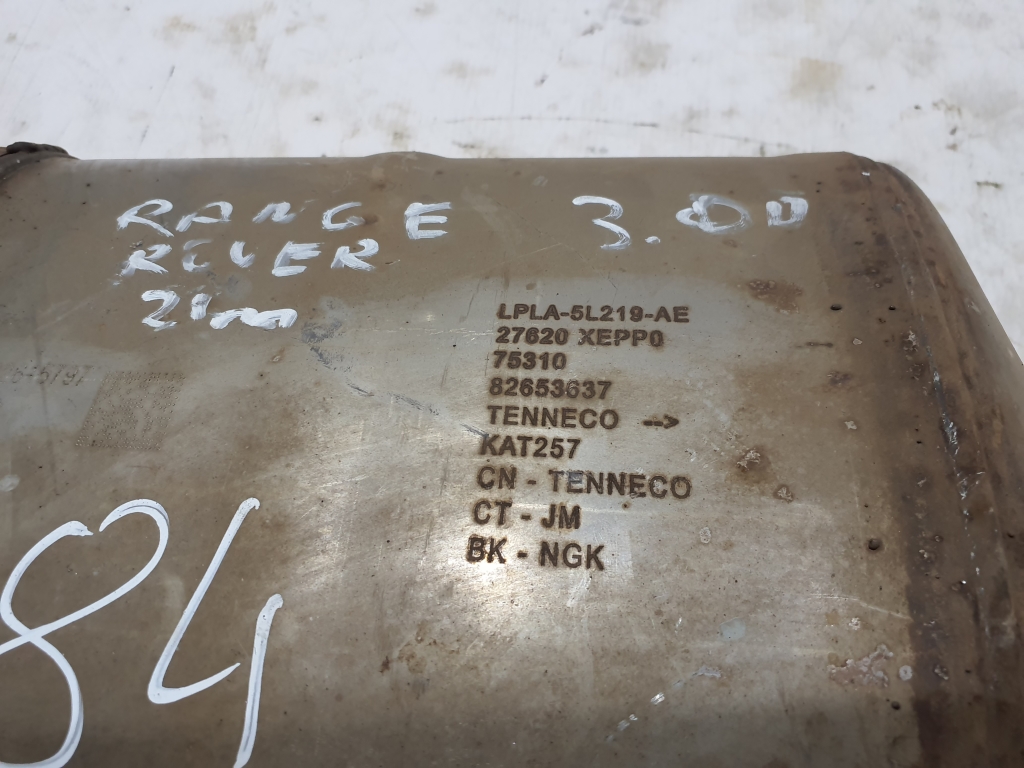 RANGE 3.0D
ROVER
21m
LPLA-5L219-AE
27620 XEPP0
75310
82653637
TENNECO -->
KAT257
CN - TENNECO
CT - JM
BK - NGK
84